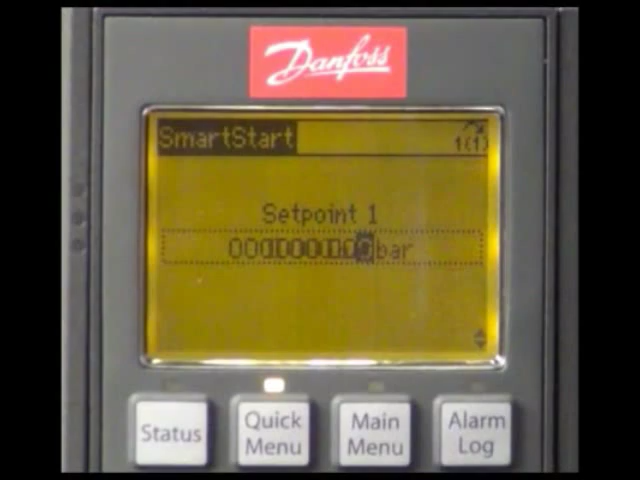 Danfoss
SmartStart
1(1)
Setpoint 1
bar
Status
Quick
Menu
Main
Menu
Alarm
Log